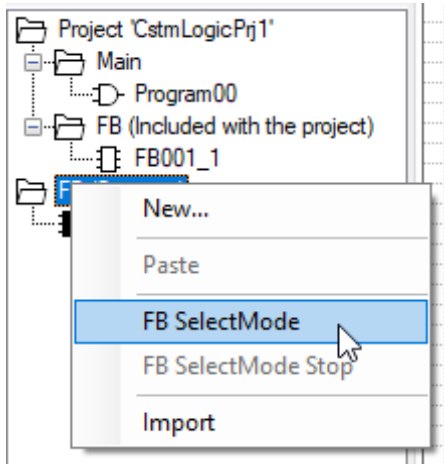 Project 'CstmLogicPrj1'
Main
Program00
FB (Included with the project)
FB001_1
New...
Paste
FB SelectMode
FB SelectMode Stop
Import